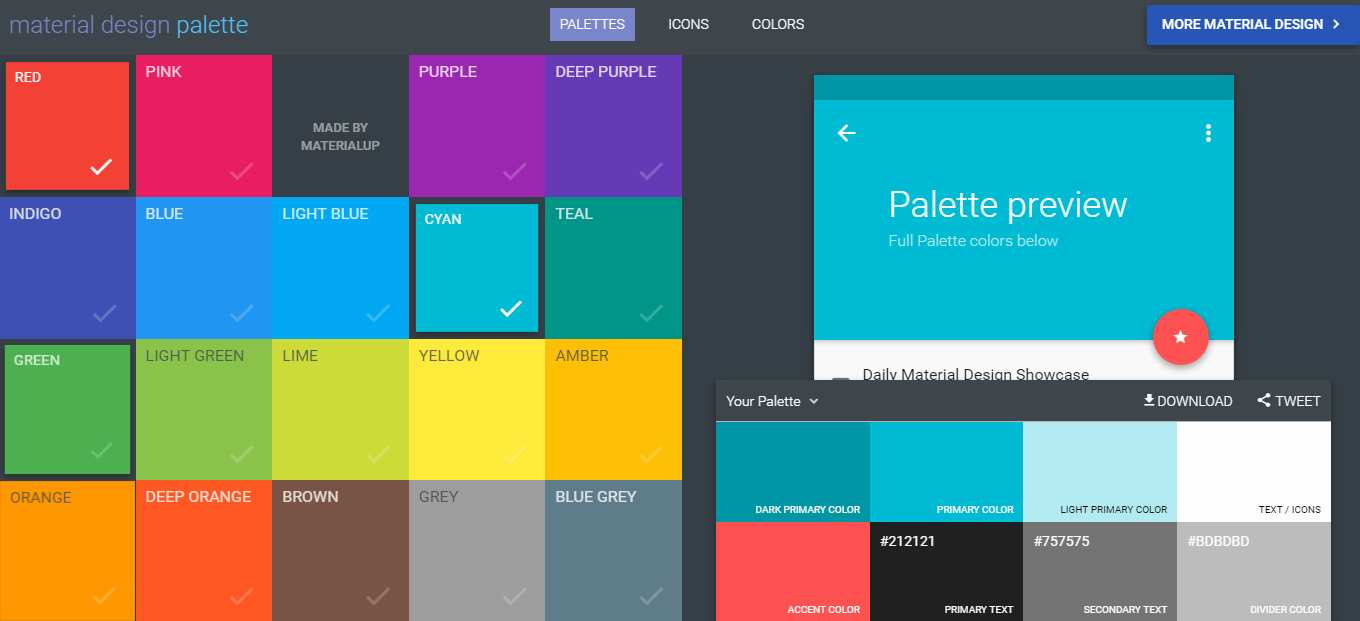 material design palette
PALETTES
ICONS
COLORS
MORE MATERIAL DESIGN
RED
PINK
MADE BY
MATERIALUP
PURPLE
DEEP PURPLE
INDIGO
BLUE
LIGHT BLUE
CYAN
TEAL
GREEN
LIGHT GREEN
LIME
YELLOW
AMBER
ORANGE
DEEP ORANGE
BROWN
GREY
BLUE GREY
Palette preview
Full Palette colors below
Daily Material Design Showcase
Your Palette
DOWNLOAD
TWEET
DARK PRIMARY COLOR
PRIMARY COLOR
LIGHT PRIMARY COLOR
TEXT / ICONS
ACCENT COLOR
#212121
PRIMARY TEXT
#757575
SECONDARY TEXT
#BDBDBD
DIVIDER COLOR